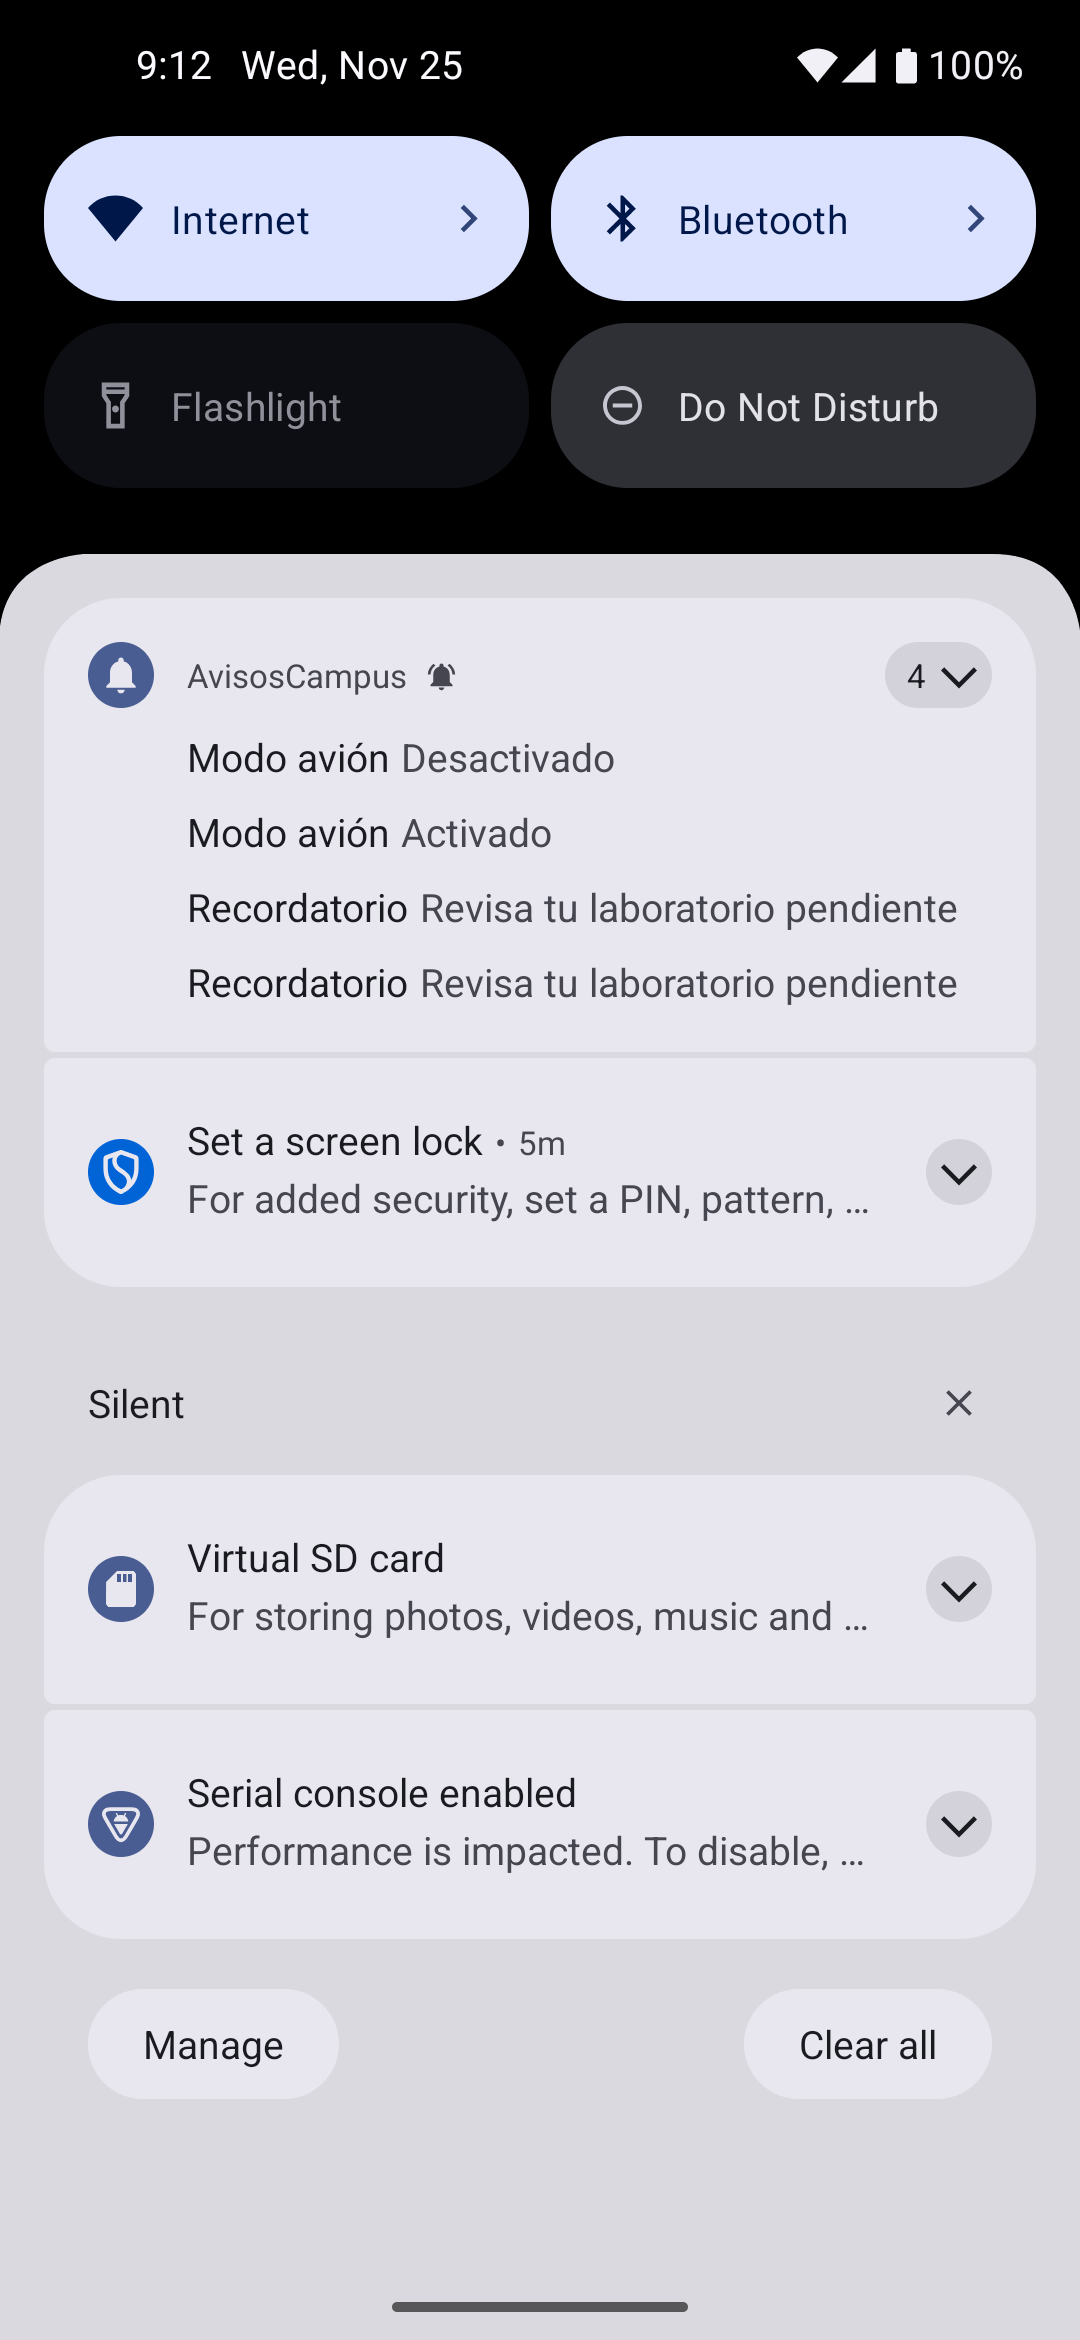 9:12 Wed, Nov 25 100%
Internet
Bluetooth
Flashlight
Do Not Disturb
AvisosCampus 4
Modo avión Desactivado
Modo avión Activado
Recordatorio Revisa tu laboratorio pendiente
Recordatorio Revisa tu laboratorio pendiente
Set a screen lock • 5m
For added security, set a PIN, pattern, …
Silent
Virtual SD card
For storing photos, videos, music and …
Serial console enabled
Performance is impacted. To disable, …
Manage
Clear all